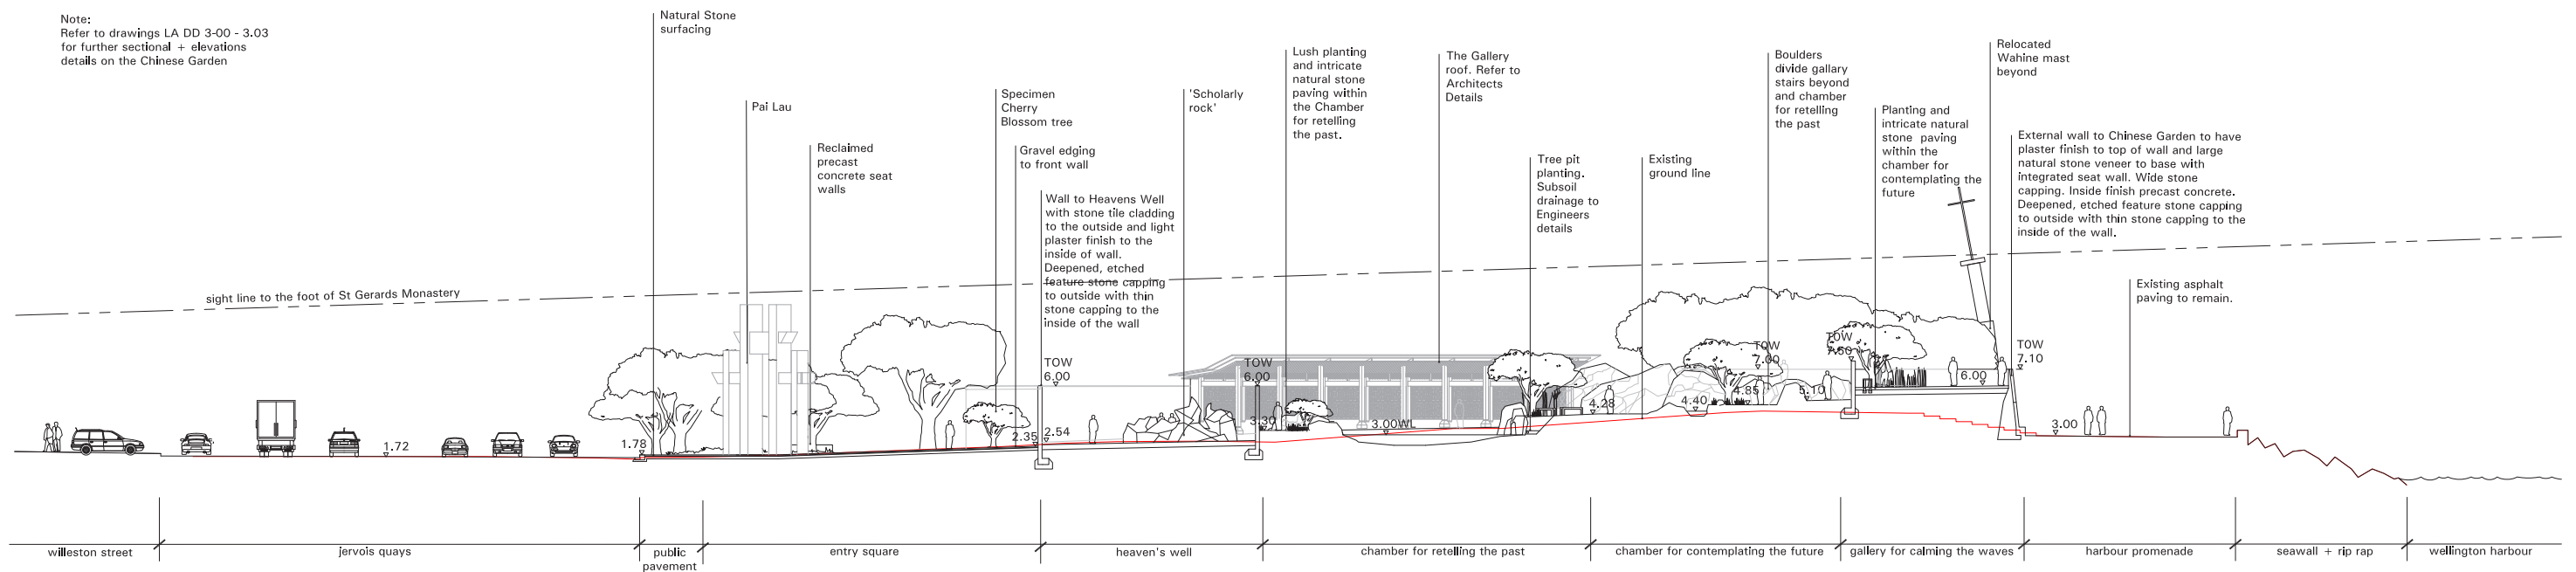 Note:
Refer to drawings LA DD 3-00 - 3.03
for further sectional + elevations
details on the Chinese Garden
Natural Stone
surfacing
Pai Lau
Reclaimed
precast
concrete seat
walls
Specimen
Cherry
Blossom tree
Gravel edging
to front wall
Wall to Heavens Well
with stone tile cladding
to the outside and light
plaster finish to the
inside of wall.
Deepened, etched
feature stone capping
to outside with thin
stone capping to the
inside of the wall
'Scholarly
rock'
Lush planting
and intricate
natural stone
paving within
the Chamber
for retelling
the past.
The Gallery
roof. Refer to
Architects
Details
Tree pit
planting.
Subsoil
drainage to
Engineers
details
Existing
ground line
Boulders
divide gallary
stairs beyond
and chamber
for retelling
the past
Planting and
intricate natural
stone paving
within the
chamber for
contemplating the
future
Relocated
Wahine mast
beyond
External wall to Chinese Garden to have
plaster finish to top of wall and large
natural stone veneer to base with
integrated seat wall. Wide stone
capping. Inside finish precast concrete.
Deepened, etched feature stone capping
to outside with thin stone capping to the
inside of the wall.
Existing asphalt
paving to remain.
sight line to the foot of St Gerards Monastery
1.72
1.78
2.35
2.54
TOW
6.00
TOW
6.00
3.30
3.00WL
4.28
4.40
TOW
7.00
4.85
5.10
TOW
7.60
6.00
TOW
7.10
3.00
willeston street
jervois quays
public
pavement
entry square
heaven's well
chamber for retelling the past
chamber for contemplating the future
gallery for calming the waves
harbour promenade
seawall + rip rap
wellington harbour